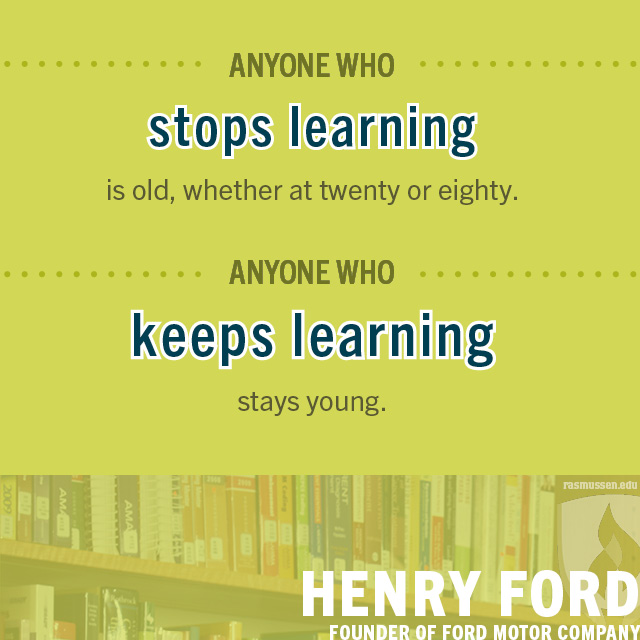 ANYONE WHO
stops learning
is old, whether at twenty or eighty.
ANYONE WHO
keeps learning
stays young.
rasmussen.edu
HENRY FORD
FOUNDER OF FORD MOTOR COMPANY